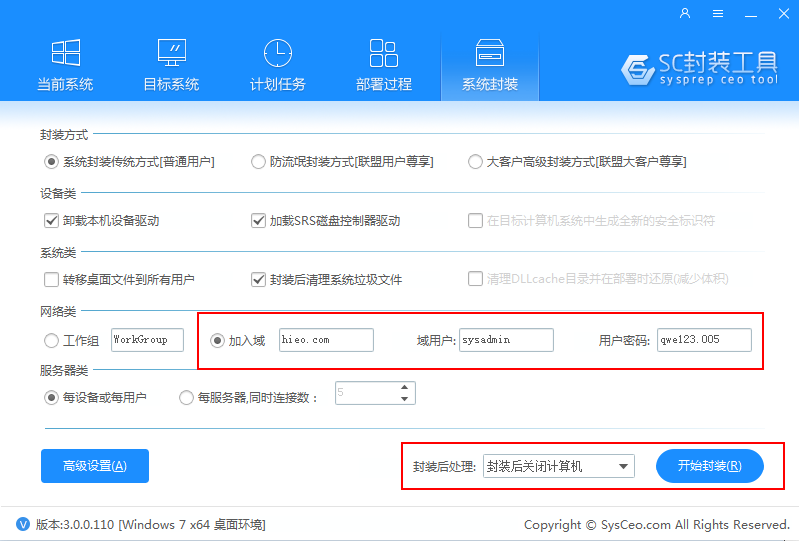 当前系统 目标系统 计划任务 部署过程 系统封装 SC封装工具
sysprep ceo tool
封装方式
系统封装传统方式[普通用户] 防流氓封装方式[联盟用户尊享] 大客户高级封装方式[联盟大客户尊享]
设备类
卸载本机设备驱动 加载SRS磁盘控制器驱动 在目标计算机系统中生成全新的安全标识符
系统类
转移桌面文件到所有用户 封装后清理系统垃圾文件 清理DLLcache目录并在部署时还原(减少体积)
网络类
工作组 WorkGroup 加入域 hieo.com 域用户: sysadmin 用户密码: qwe123.005
服务器类
每设备或每用户 每服务器,同时连接数： 5
高级设置(A) 封装后处理: 封装后关闭计算机 开始封装(R)
V 版本:3.0.0.110 [Windows 7 x64 桌面环境] Copyright © SysCeo.com All Rights Reserved.